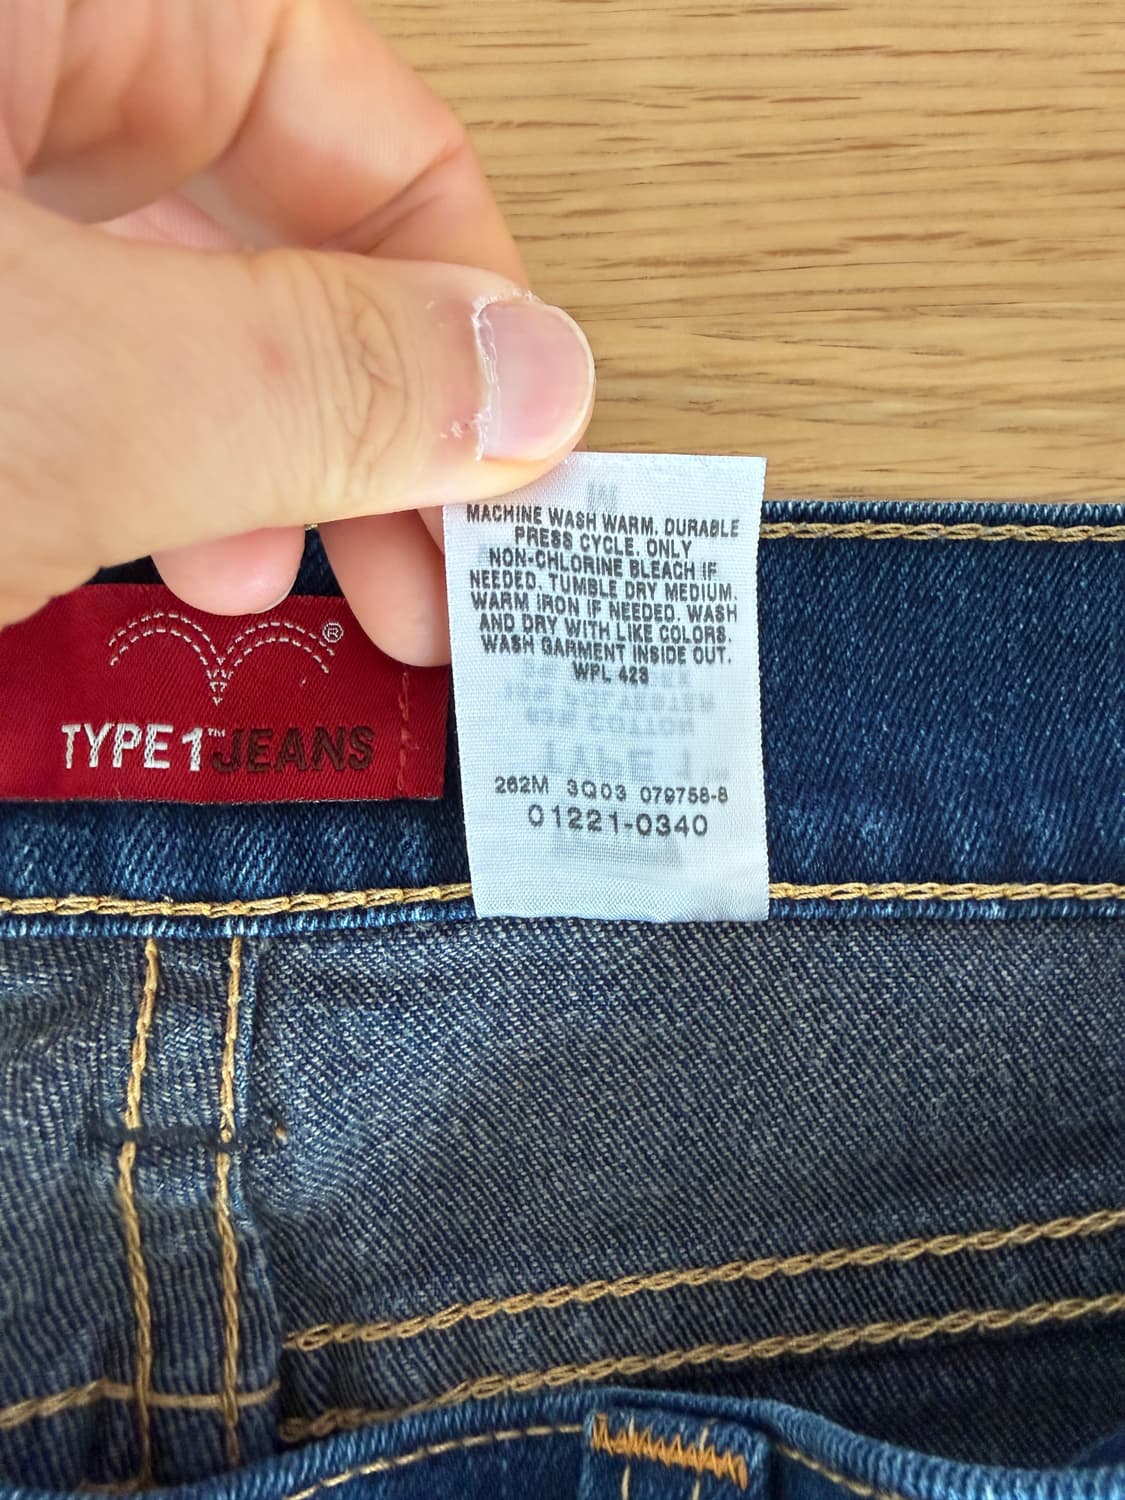 MACHINE WASH WARM. DURABLE
PRESS CYCLE. ONLY
NON-CHLORINE BLEACH IF
NEEDED. TUMBLE DRY MEDIUM.
WARM IRON IF NEEDED. WASH
AND DRY WITH LIKE COLORS.
WASH GARMENT INSIDE OUT.
WPL 423
®
TYPE 1™ JEANS
262M 3Q03 079758-8
01221-0340